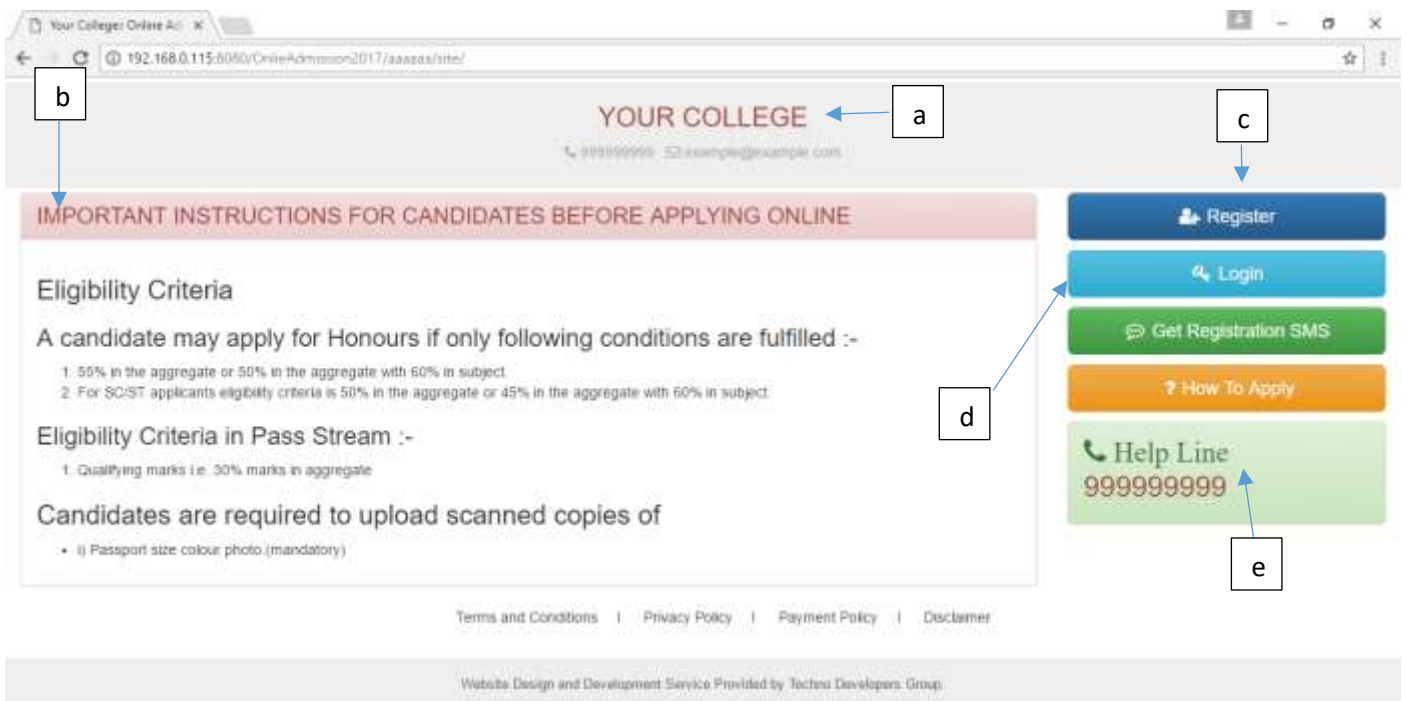 Your College: Online Ad
192.168.0.115:8080/OnlieAdmission2017/aaaaaa/site/
b
YOUR COLLEGE
a
c
999999999 example@example.com
IMPORTANT INSTRUCTIONS FOR CANDIDATES BEFORE APPLYING ONLINE
Register
Eligibility Criteria
Login
A candidate may apply for Honours if only following conditions are fulfilled :-
Get Registration SMS
1. 55% in the aggregate or 50% in the aggregate with 60% in subject.
2. For SC/ST applicants eligibility criteria is 50% in the aggregate or 45% in the aggregate with 60% in subject.
? How To Apply
d
Eligibility Criteria in Pass Stream :-
Help Line
1. Qualifying marks i.e. 30% marks in aggregate
999999999
Candidates are required to upload scanned copies of
• i) Passport size colour photo.(mandatory)
e
Terms and Conditions | Privacy Policy | Payment Policy | Disclaimer
Website Design and Development Service Provided by Techno Developers Group.